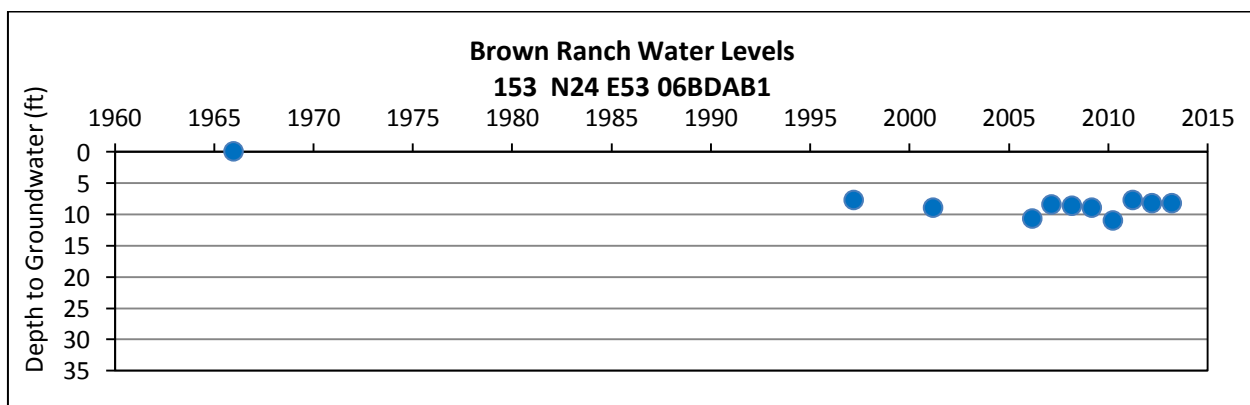 Brown Ranch Water Levels
153 N24 E53 06BDAB1
1960 1965 1970 1975 1980 1985 1990 1995 2000 2005 2010 2015
Depth to Groundwater (ft)
0
5
10
15
20
25
30
35